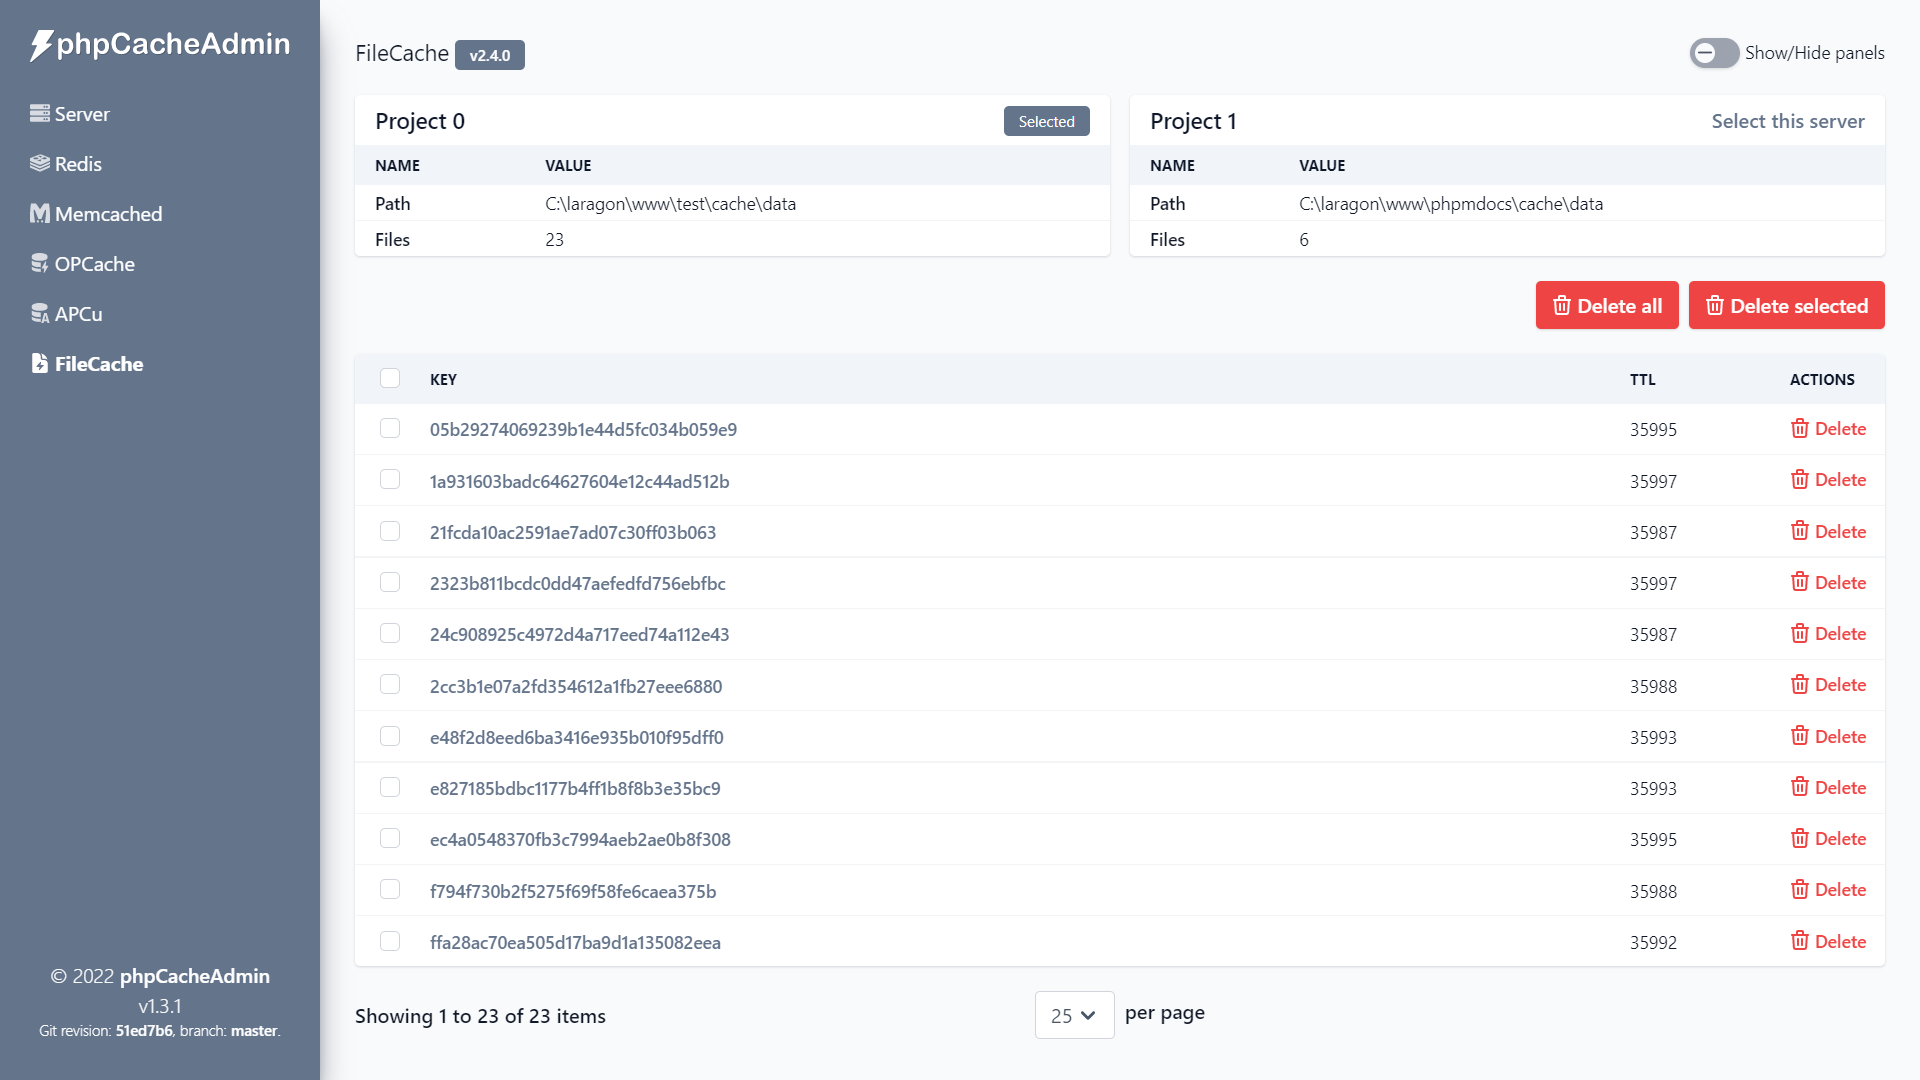 phpCacheAdmin
Server
Redis
Memcached
OPCache
APCu
FileCache
© 2022 phpCacheAdmin
v1.3.1
Git revision: 51ed7b6, branch: master.
FileCache v2.4.0
Show/Hide panels
Project 0 Selected
NAME VALUE
Path C:\laragon\www\test\cache\data
Files 23
Project 1 Select this server
NAME VALUE
Path C:\laragon\www\phpmdocs\cache\data
Files 6
Delete all Delete selected
KEY TTL ACTIONS
05b29274069239b1e44d5fc034b059e9 35995 Delete
1a931603badc64627604e12c44ad512b 35997 Delete
21fcda10ac2591ae7ad07c30ff03b063 35987 Delete
2323b811bcdc0dd47aefedfd756ebfbc 35997 Delete
24c908925c4972d4a717eed74a112e43 35987 Delete
2cc3b1e07a2fd354612a1fb27eee6880 35988 Delete
e48f2d8eed6ba3416e935b010f95dff0 35993 Delete
e827185bdbc1177b4ff1b8f8b3e35bc9 35993 Delete
ec4a0548370fb3c7994aeb2ae0b8f308 35995 Delete
f794f730b2f5275f69f58fe6caea375b 35988 Delete
ffa28ac70ea505d17ba9d1a135082eea 35992 Delete
Showing 1 to 23 of 23 items
25 per page